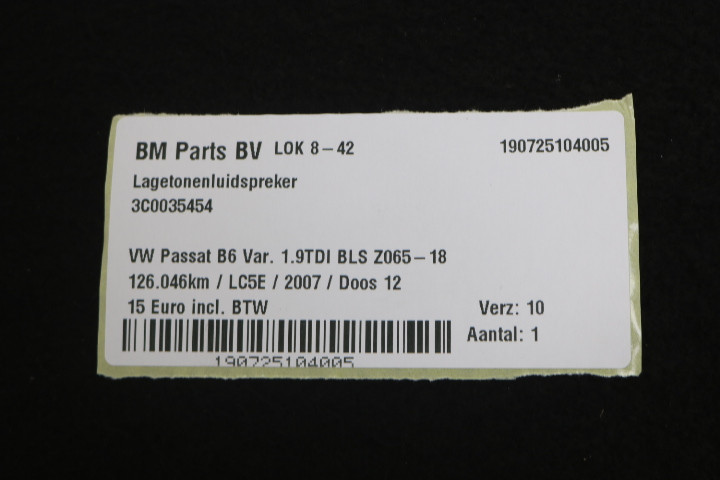 BM Parts BV LOK 8-42 190725104005
Lagetonenluidspreker
3C0035454
VW Passat B6 Var. 1.9TDI BLS Z065-18
126.046km / LC5E / 2007 / Doos 12
15 Euro incl. BTW Verz: 10
Aantal: 1
190725104005